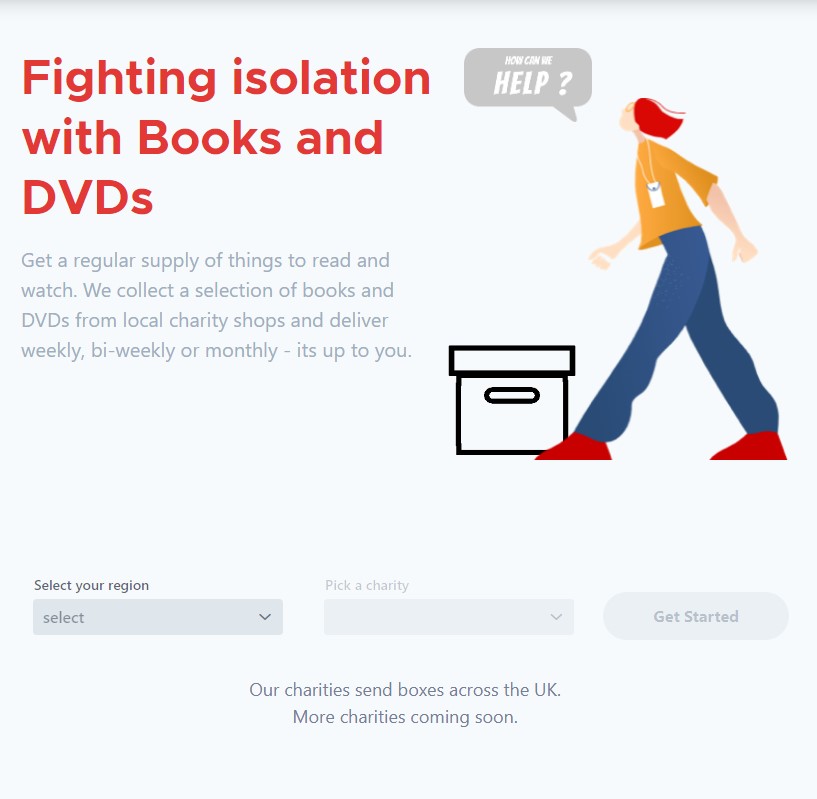 Fighting isolation
with Books and
DVDs
HOW CAN WE
HELP ?
Get a regular supply of things to read and
watch. We collect a selection of books and
DVDs from local charity shops and deliver
weekly, bi-weekly or monthly - its up to you.
Select your region
select
Pick a charity
Get Started
Our charities send boxes across the UK.
More charities coming soon.